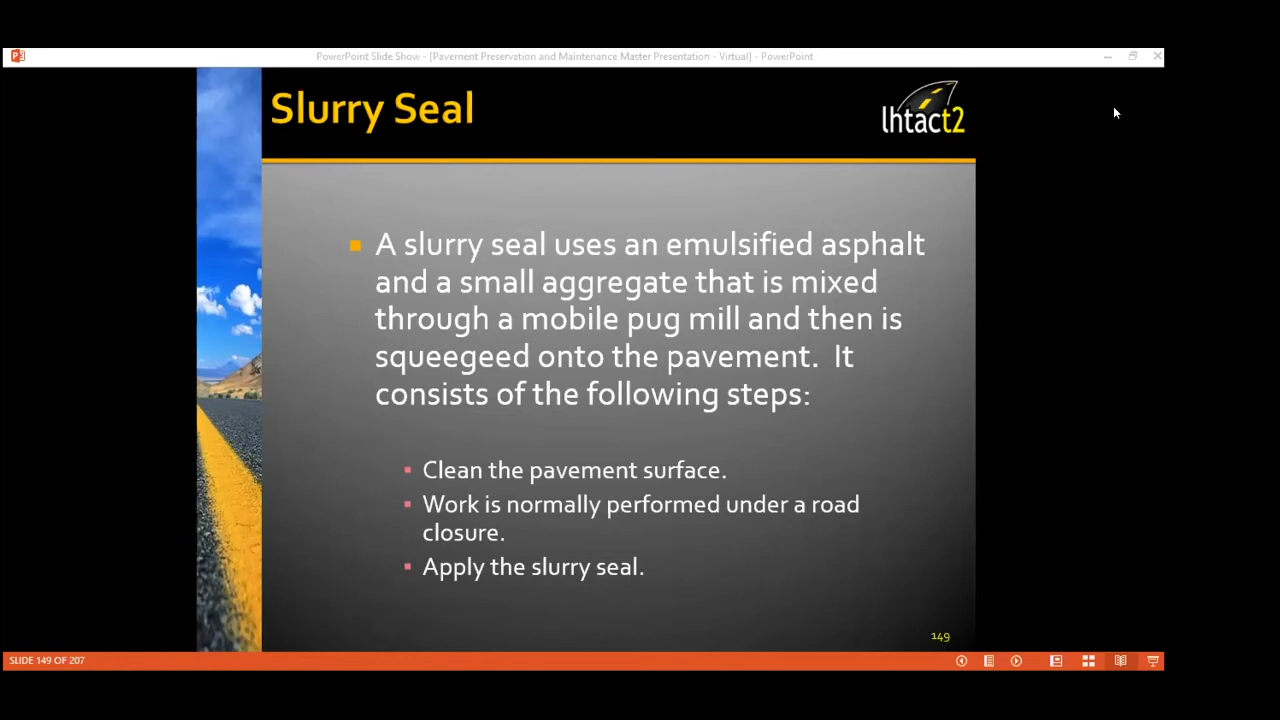 PowerPoint Slide Show - [Pavement Preservation and Maintenance Master Presentation - Virtual] - PowerPoint
Slurry Seal
lhtact2
A slurry seal uses an emulsified asphalt
and a small aggregate that is mixed
through a mobile pug mill and then is
squeegeed onto the pavement. It
consists of the following steps:
Clean the pavement surface.
Work is normally performed under a road
closure.
Apply the slurry seal.
149
SLIDE 149 OF 207